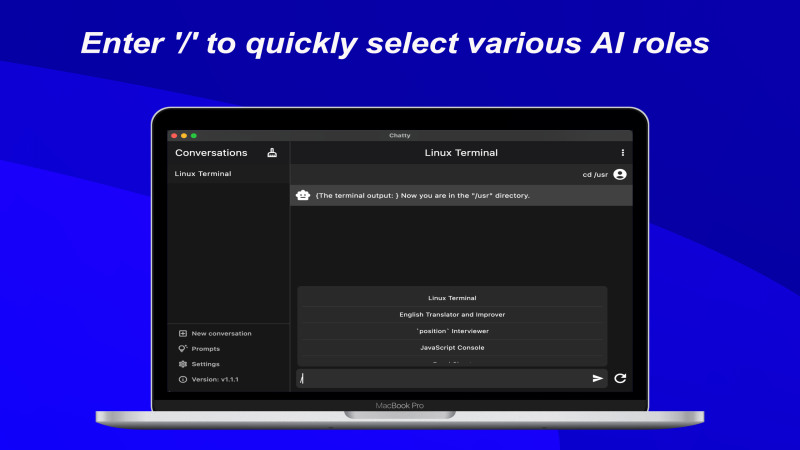 Enter '/' to quickly select various AI roles
Chatty
Conversations
Linux Terminal
Linux Terminal
cd /usr
{The terminal output: } Now you are in the "/usr" directory.
Linux Terminal
English Translator and Improver
`position` Interviewer
JavaScript Console
New conversation
Prompts
Settings
Version: v1.1.1
/
MacBook Pro